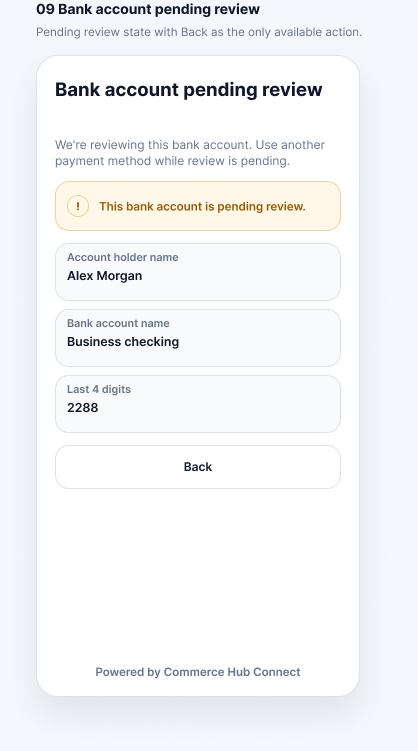 09 Bank account pending review
Pending review state with Back as the only available action.
Bank account pending review
We're reviewing this bank account. Use another
payment method while review is pending.
! This bank account is pending review.
Account holder name
Alex Morgan
Bank account name
Business checking
Last 4 digits
2288
Back
Powered by Commerce Hub Connect